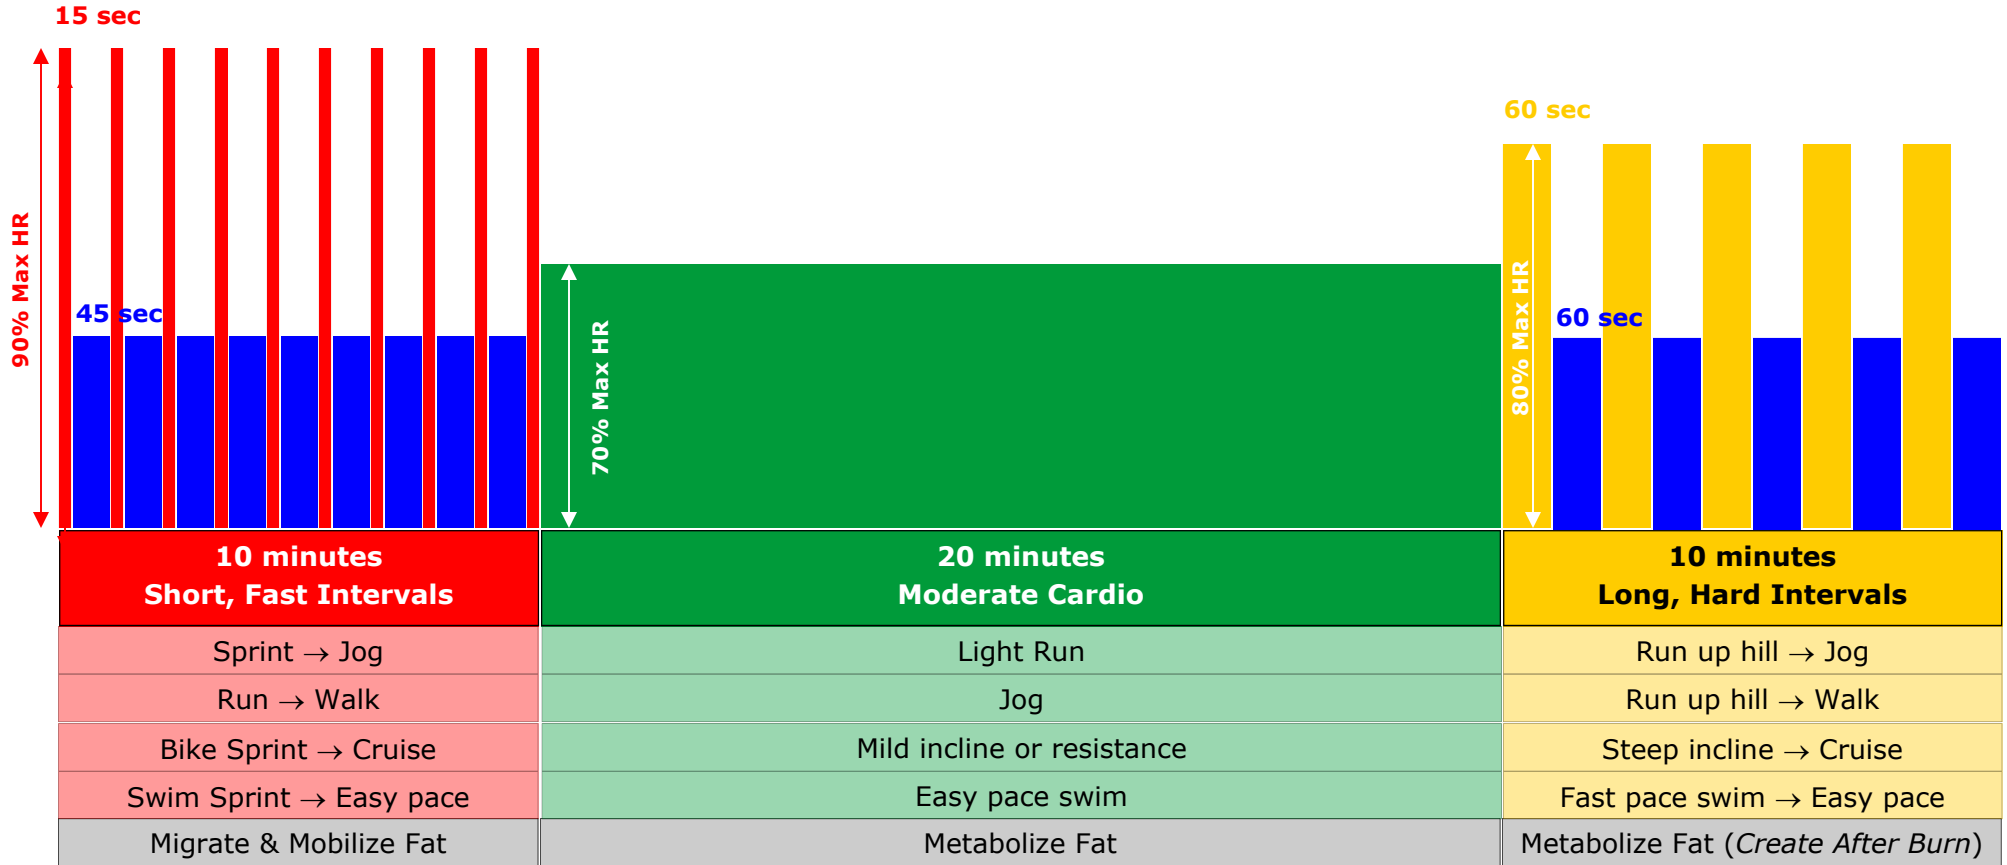 15 sec
60 sec
90% Max HR
45 sec
70% Max HR
80% Max HR
60 sec
10 minutes
Short, Fast Intervals
20 minutes
Moderate Cardio
10 minutes
Long, Hard Intervals
Sprint → Jog
Light Run
Run up hill → Jog
Run → Walk
Jog
Run up hill → Walk
Bike Sprint → Cruise
Mild incline or resistance
Steep incline → Cruise
Swim Sprint → Easy pace
Easy pace swim
Fast pace swim → Easy pace
Migrate & Mobilize Fat
Metabolize Fat
Metabolize Fat (Create After Burn)